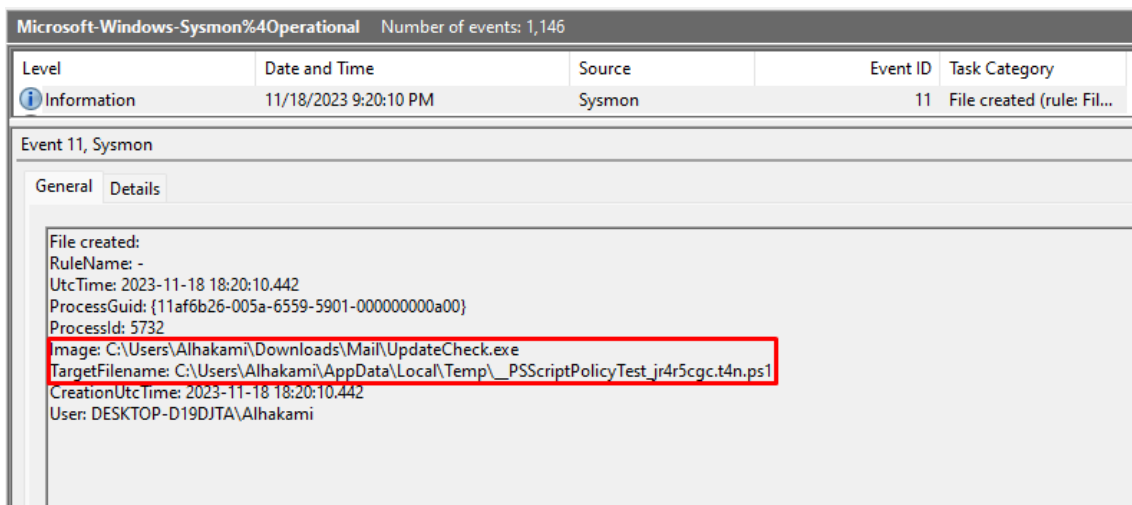 Microsoft-Windows-Sysmon%4Operational Number of events: 1,146
Level Date and Time Source Event ID Task Category
Information 11/18/2023 9:20:10 PM Sysmon 11 File created (rule: Fil...
Event 11, Sysmon
General Details
File created:
RuleName: -
UtcTime: 2023-11-18 18:20:10.442
ProcessGuid: {11af6b26-005a-6559-5901-000000000a00}
ProcessId: 5732
Image: C:\Users\Alhakami\Downloads\Mail\UpdateCheck.exe
TargetFilename: C:\Users\Alhakami\AppData\Local\Temp\__PSScriptPolicyTest_jr4r5cgc.t4n.ps1
CreationUtcTime: 2023-11-18 18:20:10.442
User: DESKTOP-D19DJTA\Alhakami